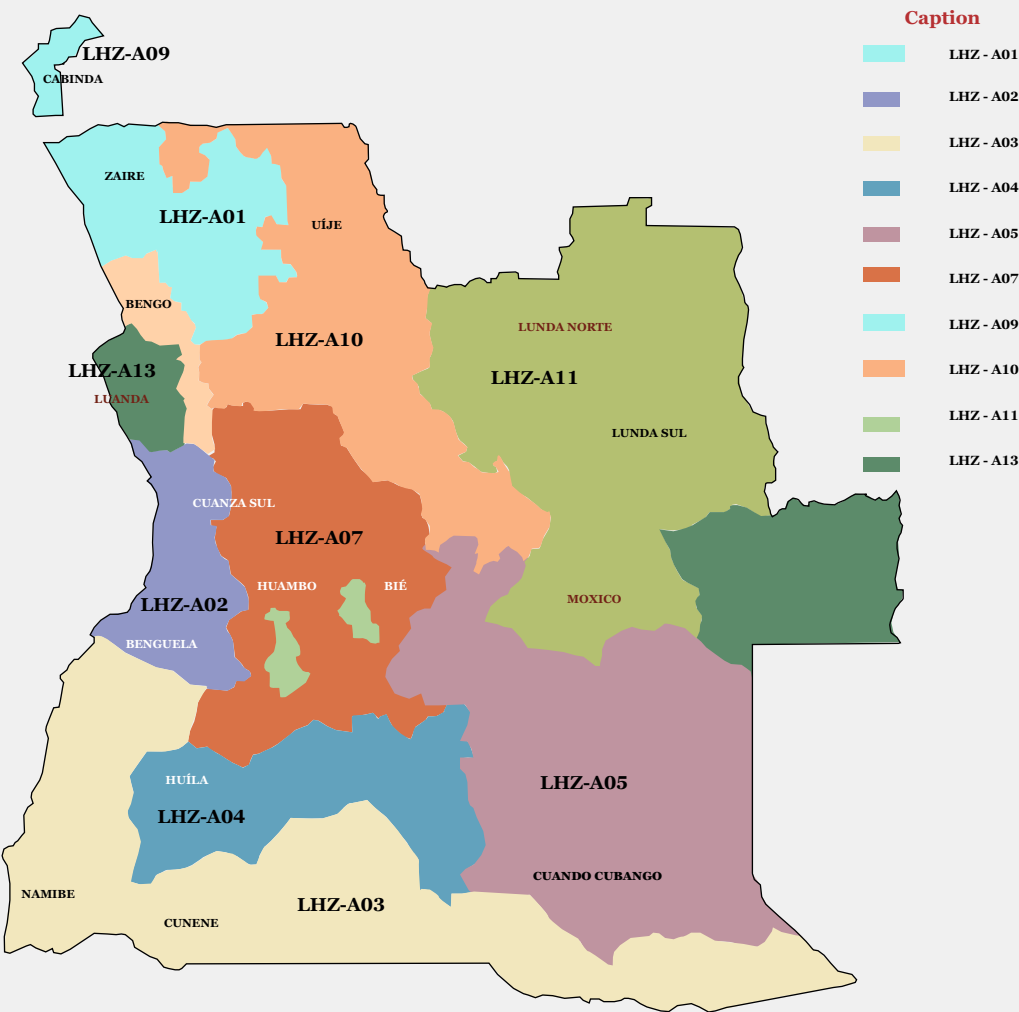 Caption
LHZ-A09
LHZ - A01
CABINDA
LHZ - A02
LHZ - A03
ZAIRE
LHZ - A04
LHZ-A01
UÍJE
LHZ - A05
LHZ - A07
BENGO
LHZ - A09
LUNDA NORTE
LHZ-A10
LHZ - A10
LHZ-A13
LHZ-A11
LUANDA
LHZ - A11
LUNDA SUL
LHZ - A13
CUANZA SUL
LHZ-A07
HUAMBO
BIÉ
MOXICO
LHZ-A02
BENGUELA
HUÍLA
LHZ-A05
LHZ-A04
CUANDO CUBANGO
NAMIBE
LHZ-A03
CUNENE